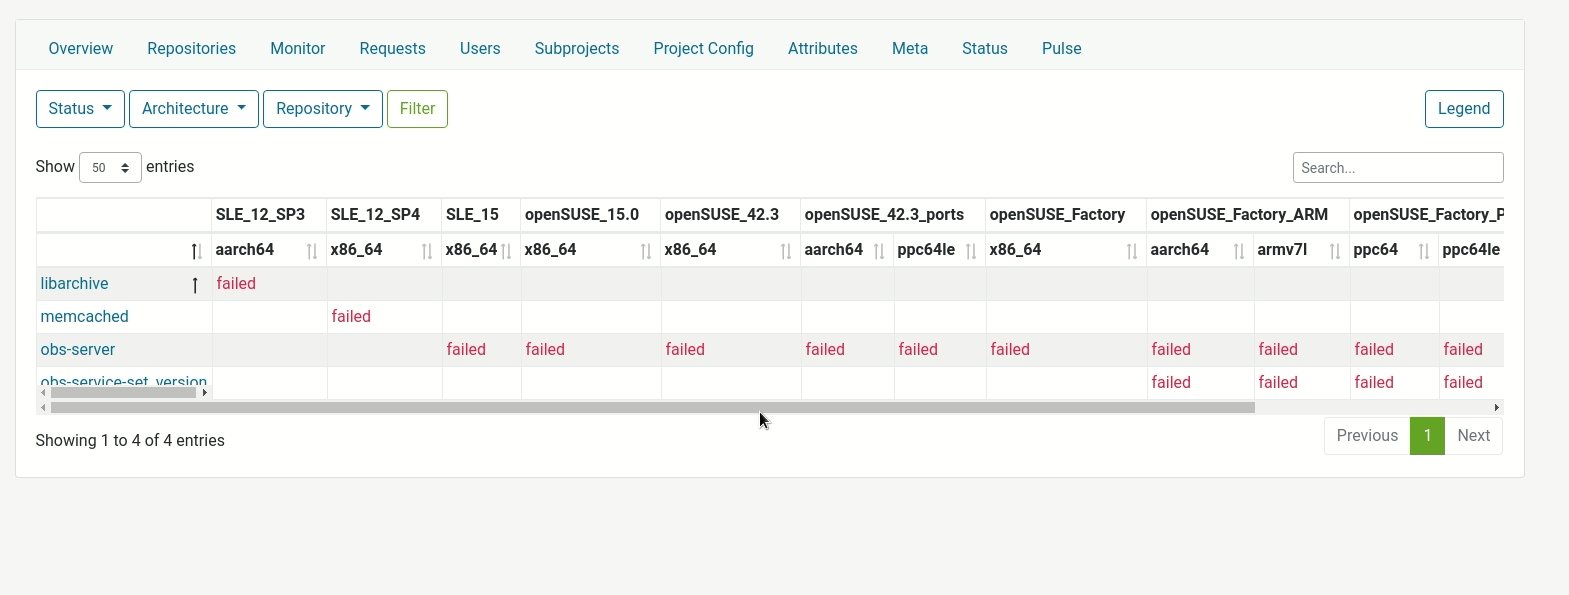 Overview Repositories Monitor Requests Users Subprojects Project Config Attributes Meta Status Pulse
Status Architecture Repository Filter Legend
Show 50 entries Search...
SLE_12_SP3 SLE_12_SP4 SLE_15 openSUSE_15.0 openSUSE_42.3 openSUSE_42.3_ports openSUSE_Factory openSUSE_Factory_ARM openSUSE_Factory_P
aarch64 x86_64 x86_64 x86_64 x86_64 aarch64 ppc64le x86_64 aarch64 armv7l ppc64 ppc64le
libarchive failed
memcached failed
obs-server failed failed failed failed failed failed failed failed failed failed
obs-service-set_version failed failed failed failed
Showing 1 to 4 of 4 entries Previous 1 Next